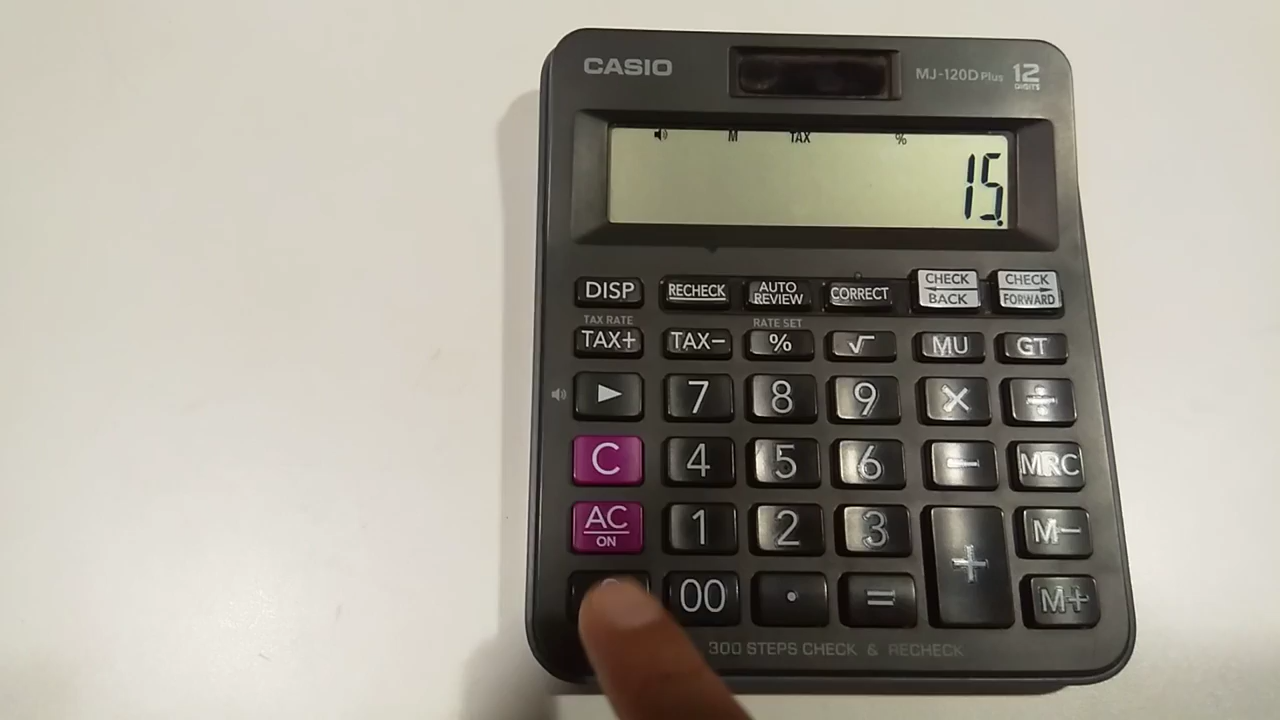 CASIO
MJ-120D Plus 12 DIGITS
M TAX %
15.
DISP RECHECK AUTO REVIEW CORRECT CHECK BACK CHECK FORWARD
TAX RATE RATE SET
TAX+ TAX− % √ MU GT
7 8 9 × ÷
C 4 5 6 − MRC
AC ON 1 2 3 + M−
00 · = M+
300 STEPS CHECK & RECHECK